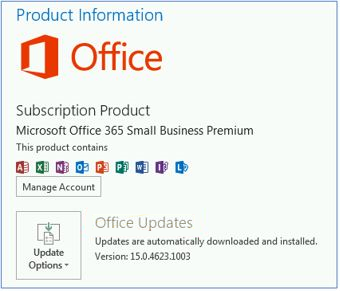 Product Information
Office
Subscription Product
Microsoft Office 365 Small Business Premium
This product contains
Manage Account
Office Updates
Updates are automatically downloaded and installed.
Version: 15.0.4623.1003
Update
Options